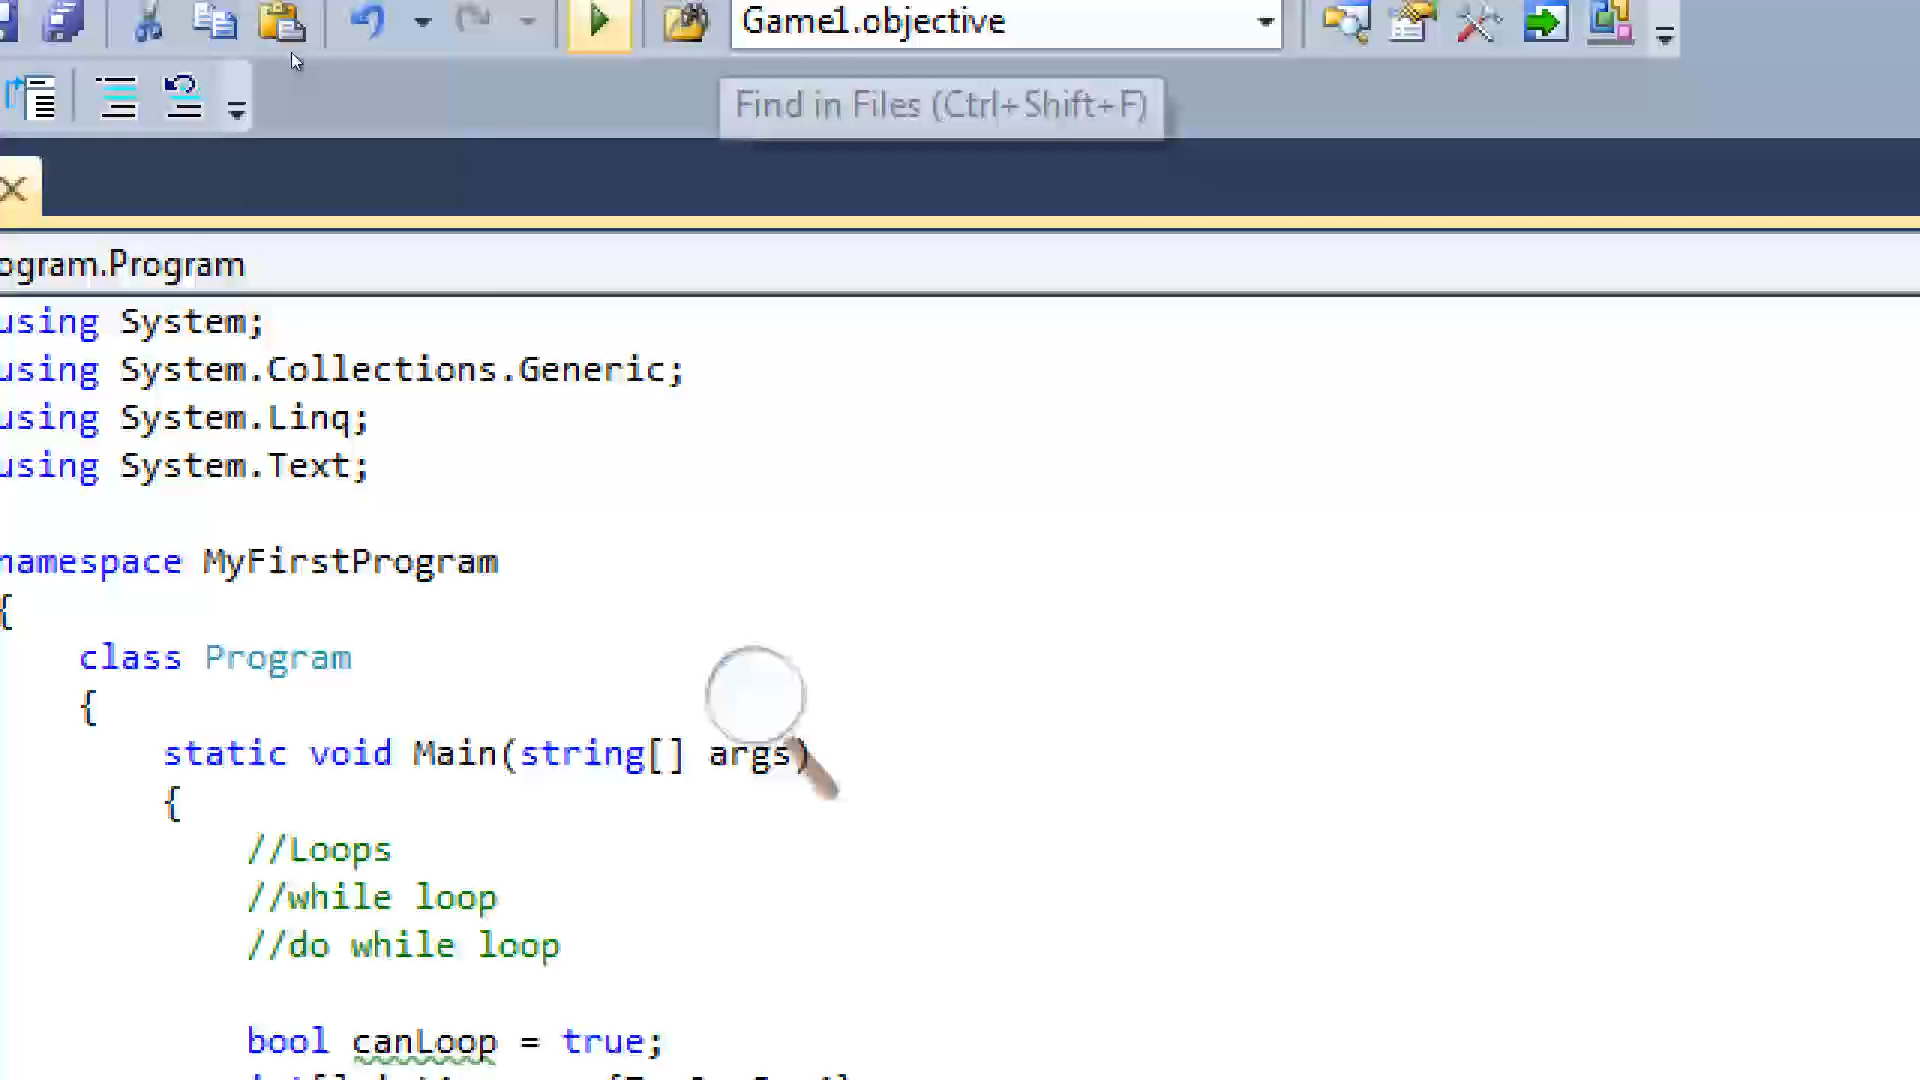 Game1.objective
Find in Files (Ctrl+Shift+F)
ogram.Program
using System;
using System.Collections.Generic;
using System.Linq;
using System.Text;
namespace MyFirstProgram
{
class Program
{
static void Main(string[] args)
{
//Loops
//while loop
//do while loop
bool canLoop = true;